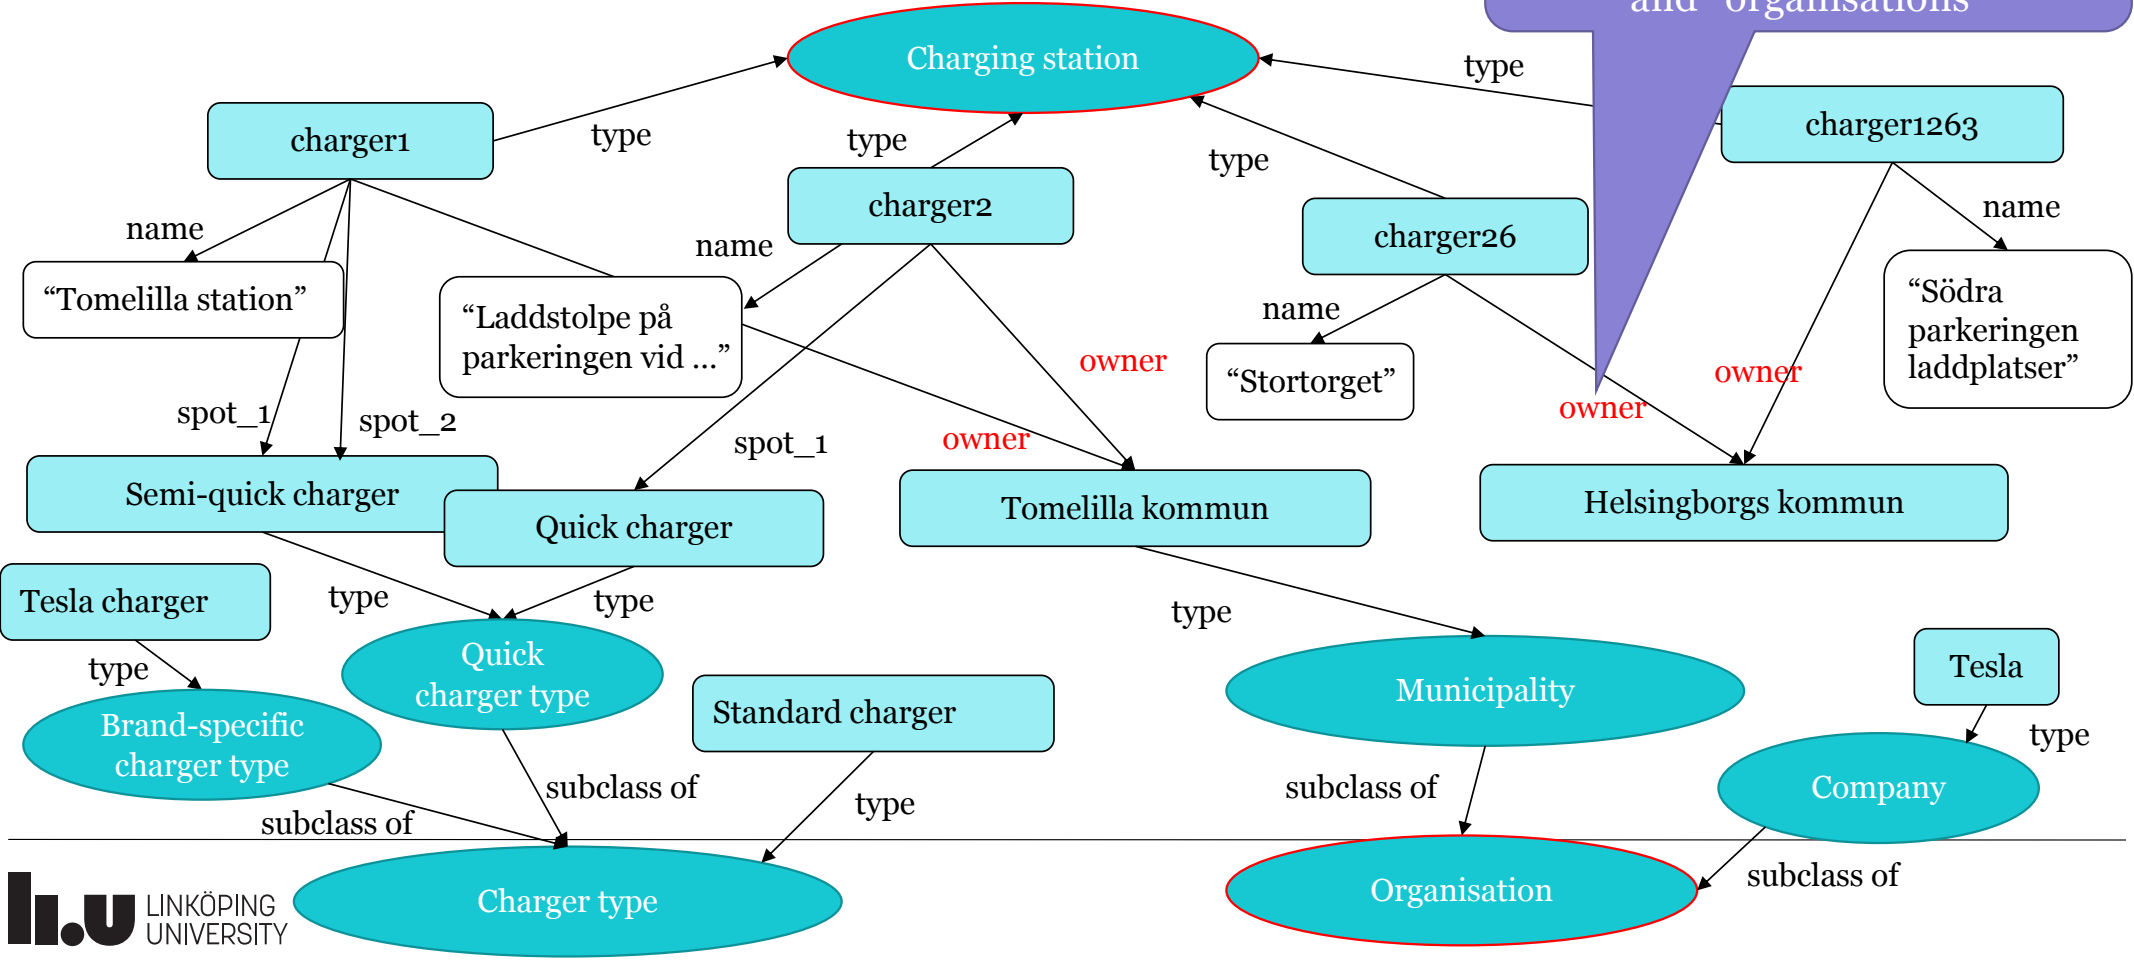 and organisations
Charging station
type
charger1
type
type
charger1263
type
charger2
name
name
charger26
name
“Tomelilla station”
“Laddstolpe på
parkeringen vid …”
name
“Södra
parkeringen
laddplatser”
owner
“Stortorget”
owner
owner
spot_1
spot_2
owner
spot_1
Semi-quick charger
Quick charger
Tomelilla kommun
Helsingborgs kommun
Tesla charger
type
type
type
type
Quick
charger type
Municipality
Tesla
Brand-specific
charger type
Standard charger
type
subclass of
type
subclass of
Company
subclass of
subclass of
Charger type
Organisation
LINKÖPING
UNIVERSITY
li.u